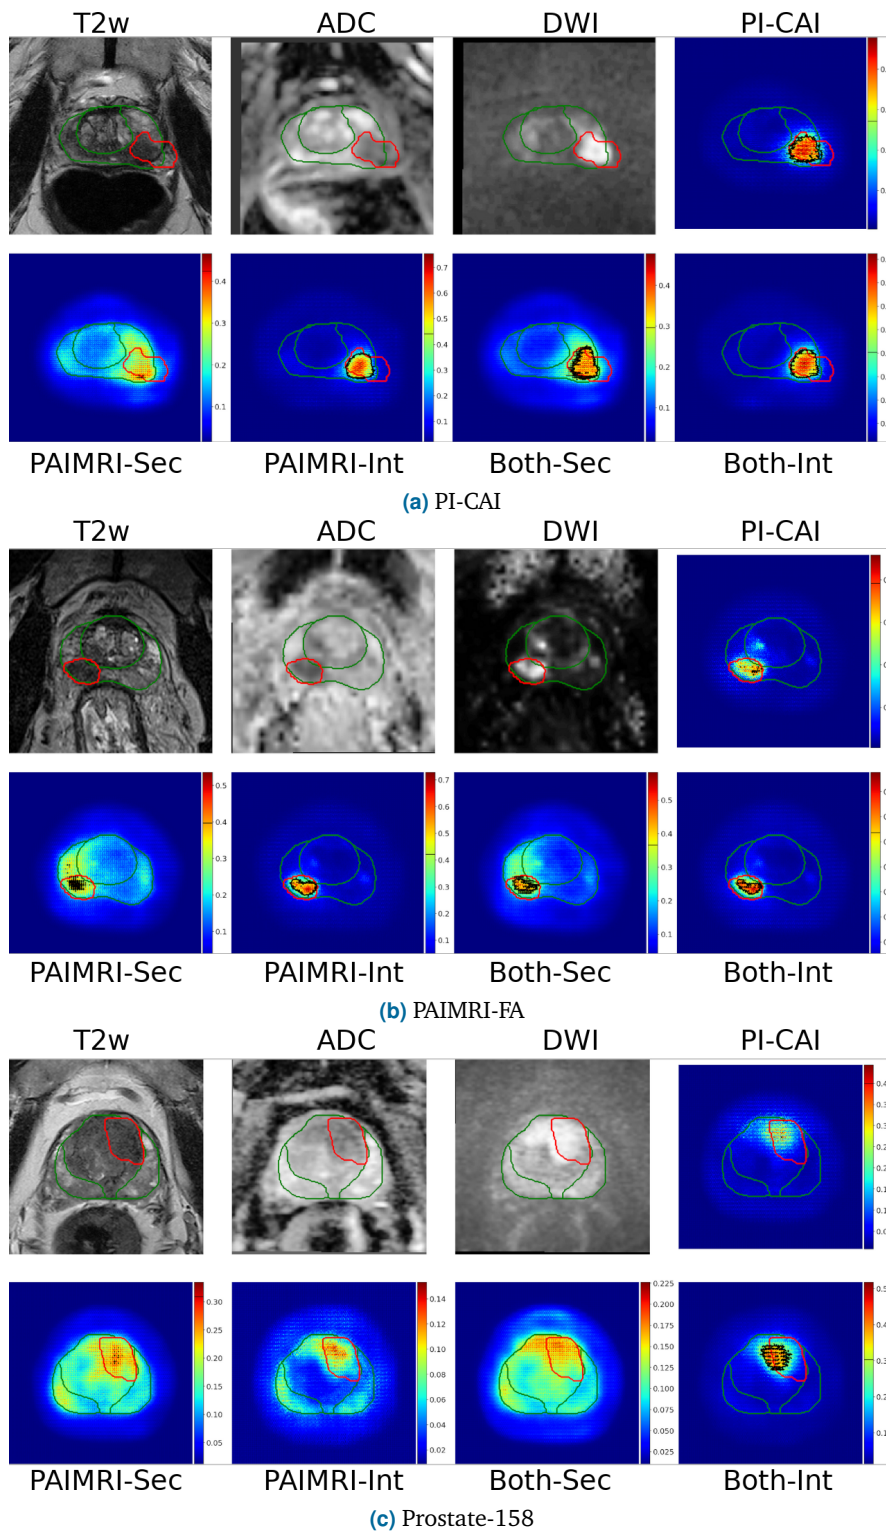 T2w ADC DWI PI-CAI
0.4 0.3 0.2 0.1
0.7 0.6 0.5 0.4 0.3 0.2 0.1
0.4 0.3 0.2 0.1
PAIMRI-Sec PAIMRI-Int Both-Sec Both-Int
(a) PI-CAI
T2w ADC DWI PI-CAI
0.5 0.4 0.3 0.2 0.1
0.7 0.6 0.5 0.4 0.3 0.2 0.1
0.5 0.4 0.3 0.2 0.1
PAIMRI-Sec PAIMRI-Int Both-Sec Both-Int
(b) PAIMRI-FA
T2w ADC DWI PI-CAI
0.30 0.25 0.20 0.15 0.10 0.05
0.14 0.12 0.10 0.08 0.06 0.04 0.02
0.225 0.200 0.175 0.150 0.125 0.100 0.075 0.050 0.025
PAIMRI-Sec PAIMRI-Int Both-Sec Both-Int
(c) Prostate-158